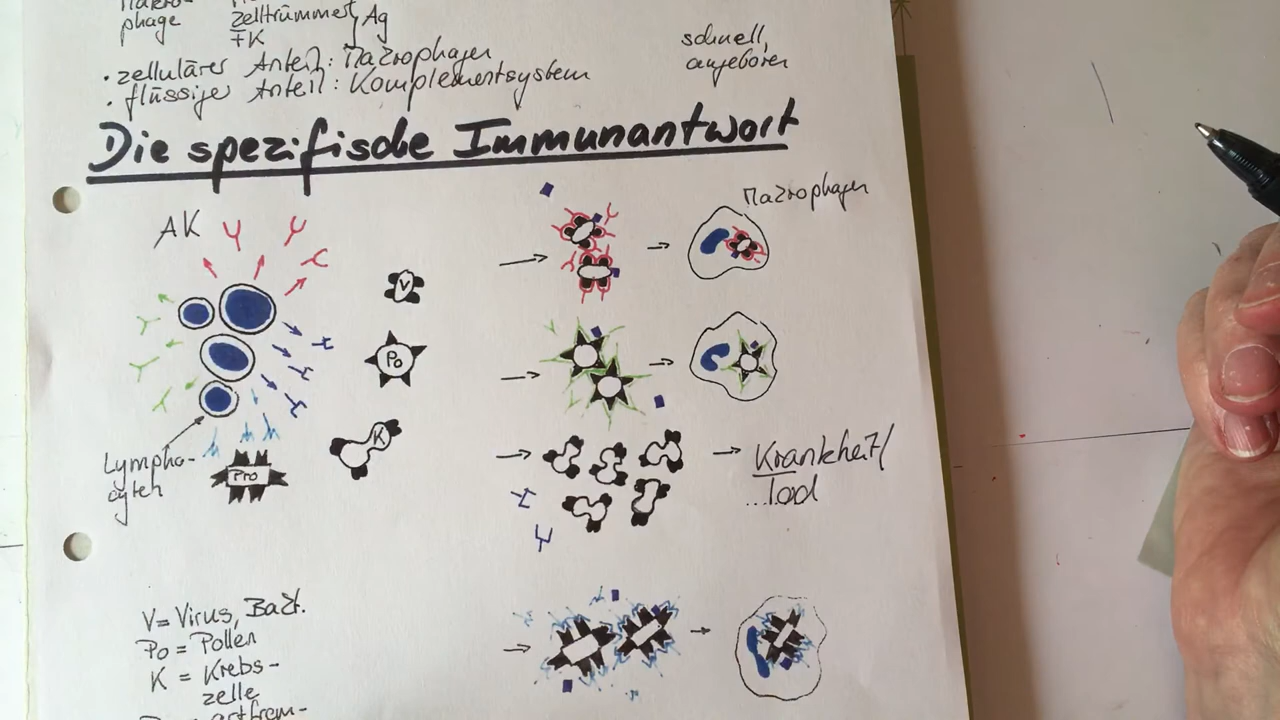 phage
Zelltrümmer
Ag
FK
• zellulärer Anteil: Makrophagen
• flüssiger Anteil: Komplementsystem
schnell,
angeboren
Die spezifische Immunantwort
AK
Makrophagen
V
Po
K
Pro
Lympho-
cyten
Krankheit/
...Tod
V = Virus, Bakt.
Po = Pollen
K = Krebs-
zelle